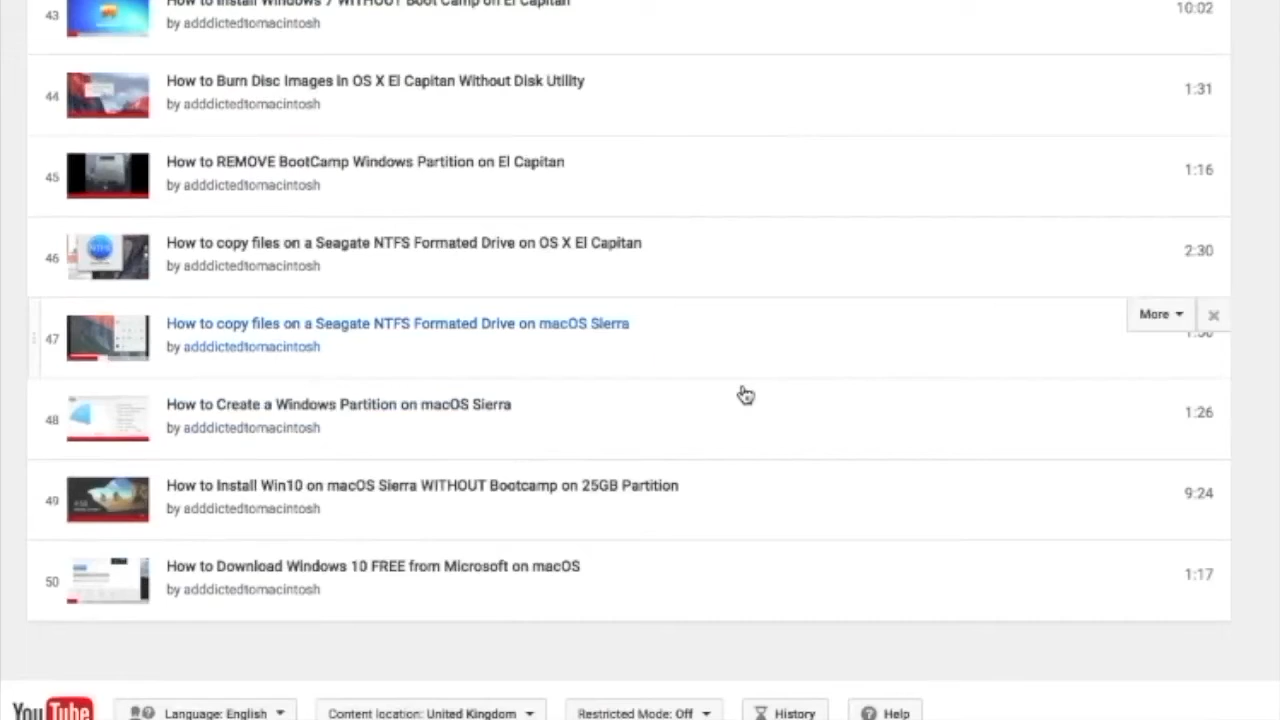 43
How to Install Windows 7 WITHOUT Boot Camp on El Capitan
by adddictedtomacintosh
10:02
44
How to Burn Disc Images in OS X El Capitan Without Disk Utility
by adddictedtomacintosh
1:31
45
How to REMOVE BootCamp Windows Partition on El Capitan
by adddictedtomacintosh
1:16
46
How to copy files on a Seagate NTFS Formated Drive on OS X El Capitan
by adddictedtomacintosh
2:30
47
How to copy files on a Seagate NTFS Formated Drive on macOS Sierra
by adddictedtomacintosh
More
48
How to Create a Windows Partition on macOS Sierra
by adddictedtomacintosh
1:26
49
How to Install Win10 on macOS Sierra WITHOUT Bootcamp on 25GB Partition
by adddictedtomacintosh
9:24
50
How to Download Windows 10 FREE from Microsoft on macOS
by adddictedtomacintosh
1:17
YouTube
Language: English
Content location: United Kingdom
Restricted Mode: Off
History
Help